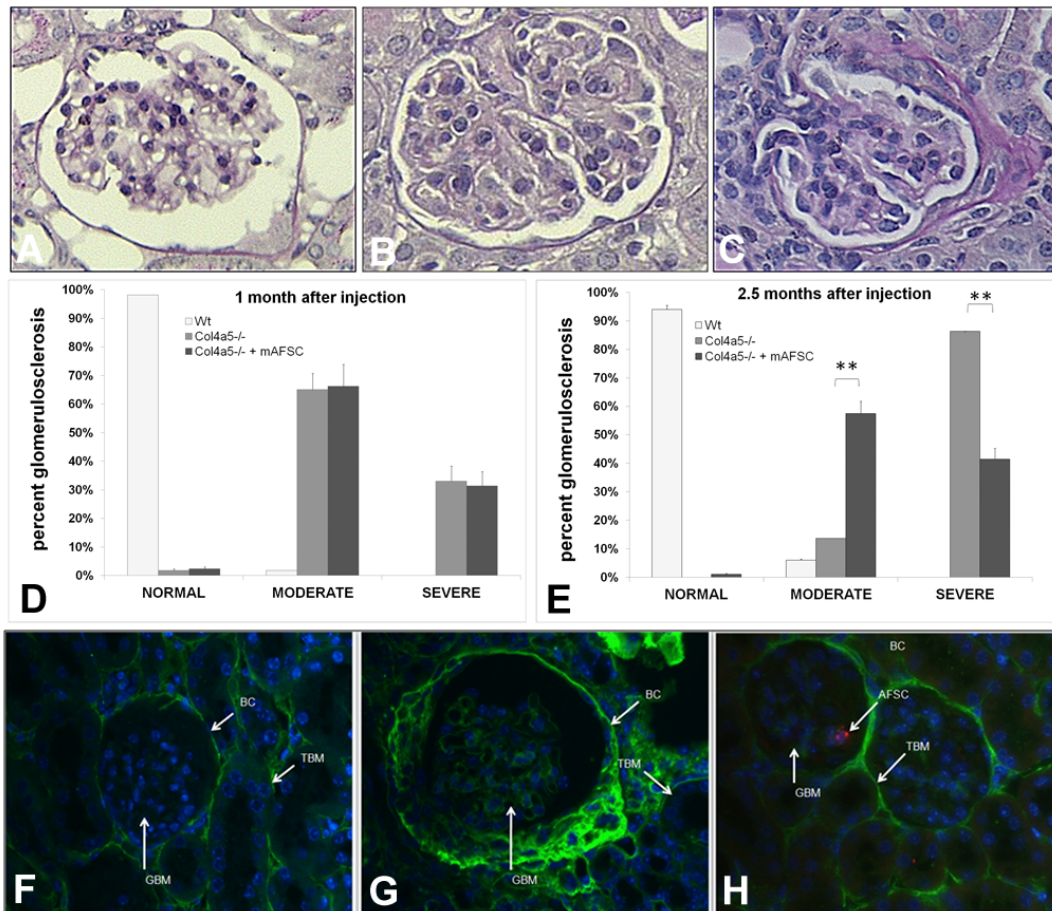 A
B
C
1 month after injection
Wt
Col4a5-/-
Col4a5-/- + mAFSC
percent glomerulosclerosis
100%
90%
80%
70%
60%
50%
40%
30%
20%
10%
0%
NORMAL
MODERATE
SEVERE
D
2.5 months after injection
Wt
Col4a5-/-
Col4a5-/- + mAFSC
**
**
percent glomerulosclerosis
100%
90%
80%
70%
60%
50%
40%
30%
20%
10%
0%
NORMAL
MODERATE
SEVERE
E
BC
TBM
GBM
F
BC
TBM
GBM
G
BC
AFSC
TBM
GBM
H